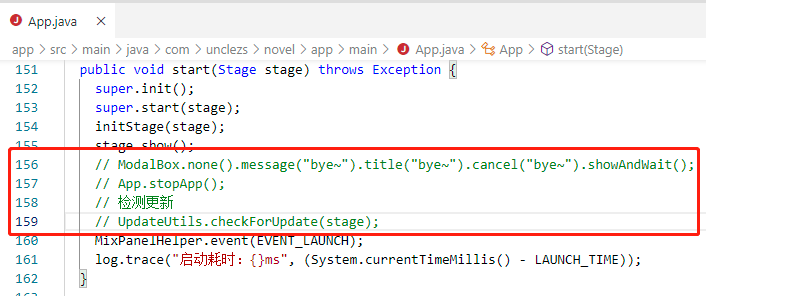 App.java
app > src > main > java > com > unclezs > novel > app > main > App.java > App > start(Stage)
151 public void start(Stage stage) throws Exception {
152 super.init();
153 super.start(stage);
154 initStage(stage);
155 stage.show();
156 // ModalBox.none().message("bye~").title("bye~").cancel("bye~").showAndWait();
157 // App.stopApp();
158 // 检测更新
159 // UpdateUtils.checkForUpdate(stage);
160 MixPanelHelper.event(EVENT_LAUNCH);
161 log.trace("启动耗时：{}ms", (System.currentTimeMillis() - LAUNCH_TIME));
162 }